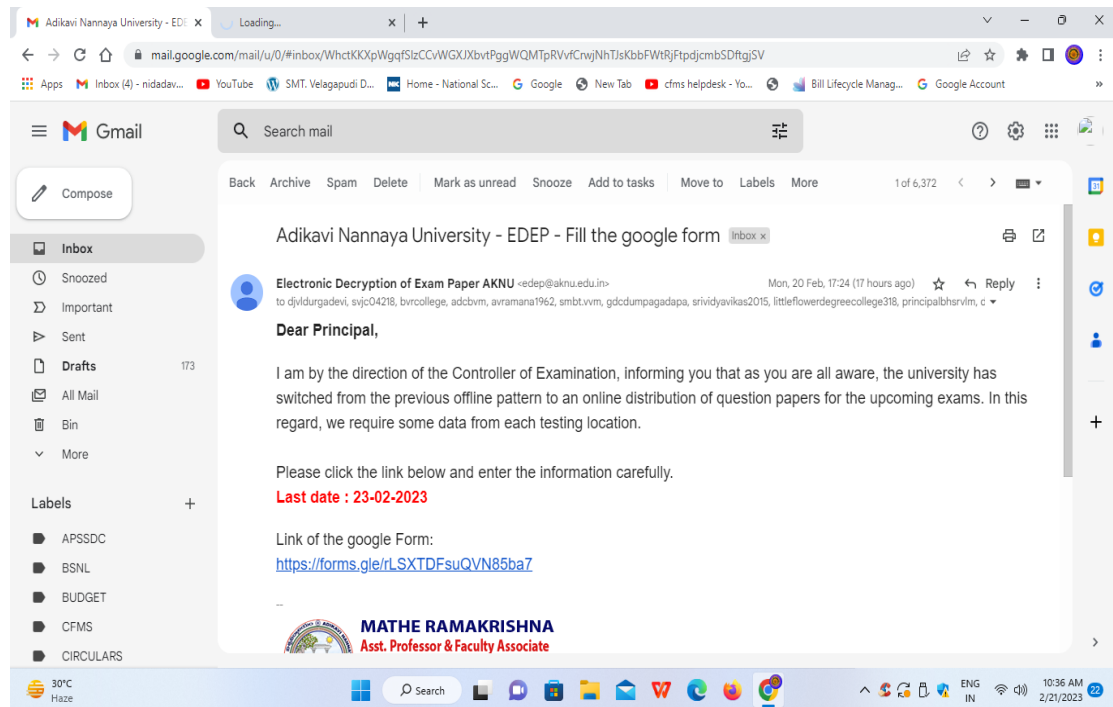 Adikavi Nannaya University - EDE
Loading...
mail.google.com/mail/u/0/#inbox/WhctKKXpWgqfSlzCCvWGXJXbvtPggWQMTpRVvfCrwjNhTJsKbbFWtRjFtpdjcmbSDftgjSV
Apps Inbox (4) - nidadav... YouTube SMT. Velagapudi D... Home - National Sc... Google New Tab cfms helpdesk - Yo... Bill Lifecycle Manag... Google Account »
Gmail
Search mail
Compose
Back Archive Spam Delete Mark as unread Snooze Add to tasks Move to Labels More 1 of 6,372
Inbox
Snoozed
Important
Sent
Drafts 173
All Mail
Bin
More
Labels +
APSSDC
BSNL
BUDGET
CFMS
CIRCULARS
Adikavi Nannaya University - EDEP - Fill the google form Inbox x
Electronic Decryption of Exam Paper AKNU <edep@aknu.edu.in> Mon, 20 Feb, 17:24 (17 hours ago) Reply
to djvldurgadevi, svjc04218, bvrcollege, adcbvm, avramana1962, smbt.vvm, gdcdumpagadapa, srividyavikas2015, littleflowerdegreecollege318, principalbhsrvlm, c
Dear Principal,
I am by the direction of the Controller of Examination, informing you that as you are all aware, the university has
switched from the previous offline pattern to an online distribution of question papers for the upcoming exams. In this
regard, we require some data from each testing location.
Please click the link below and enter the information carefully.
Last date : 23-02-2023
Link of the google Form:
https://forms.gle/rLSXTDFsuQVN85ba7
--
MATHE RAMAKRISHNA
Asst. Professor & Faculty Associate
31
30°C
Haze
Search
ENG
IN
10:36 AM
2/21/2023
22